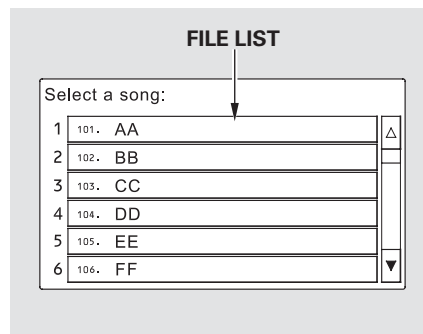 FILE LIST
Select a song:
1 101. AA
2 102. BB
3 103. CC
4 104. DD
5 105. EE
6 106. FF